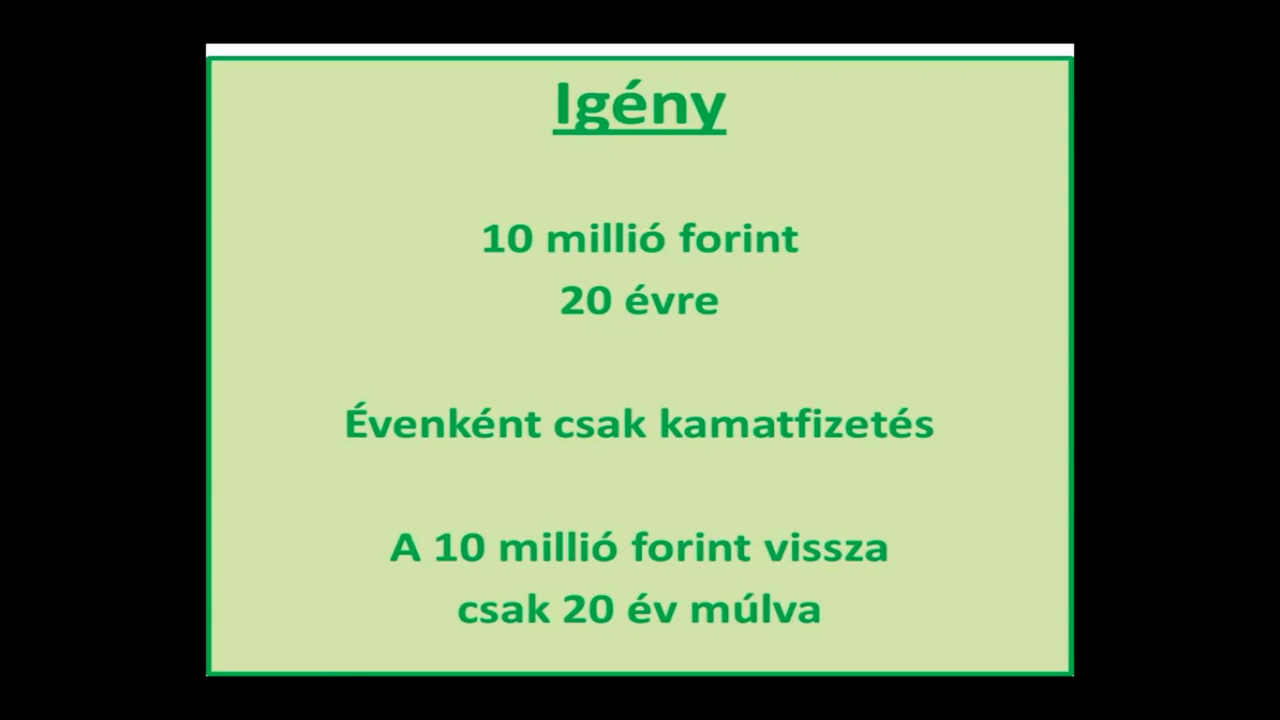 Igény
10 millió forint
20 évre
Évenként csak kamatfizetés
A 10 millió forint vissza
csak 20 év múlva